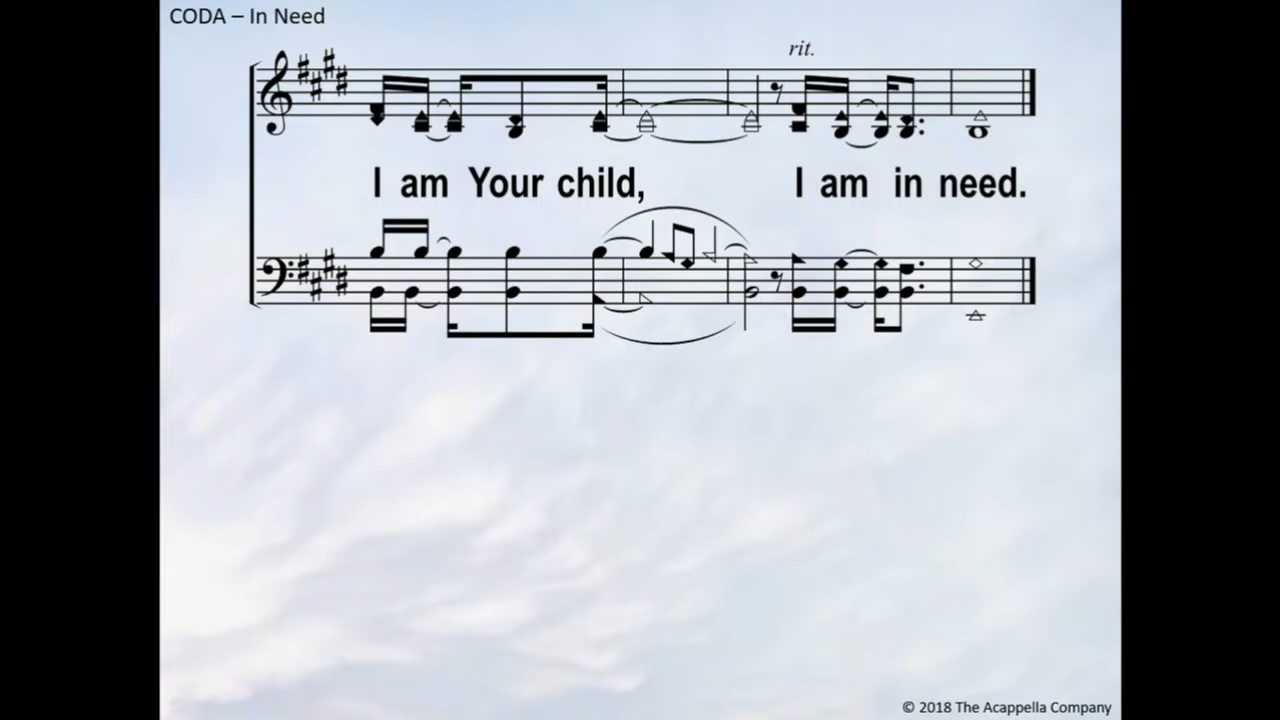 CODA – In Need
rit.
I am Your child, I am in need.
© 2018 The Acappella Company